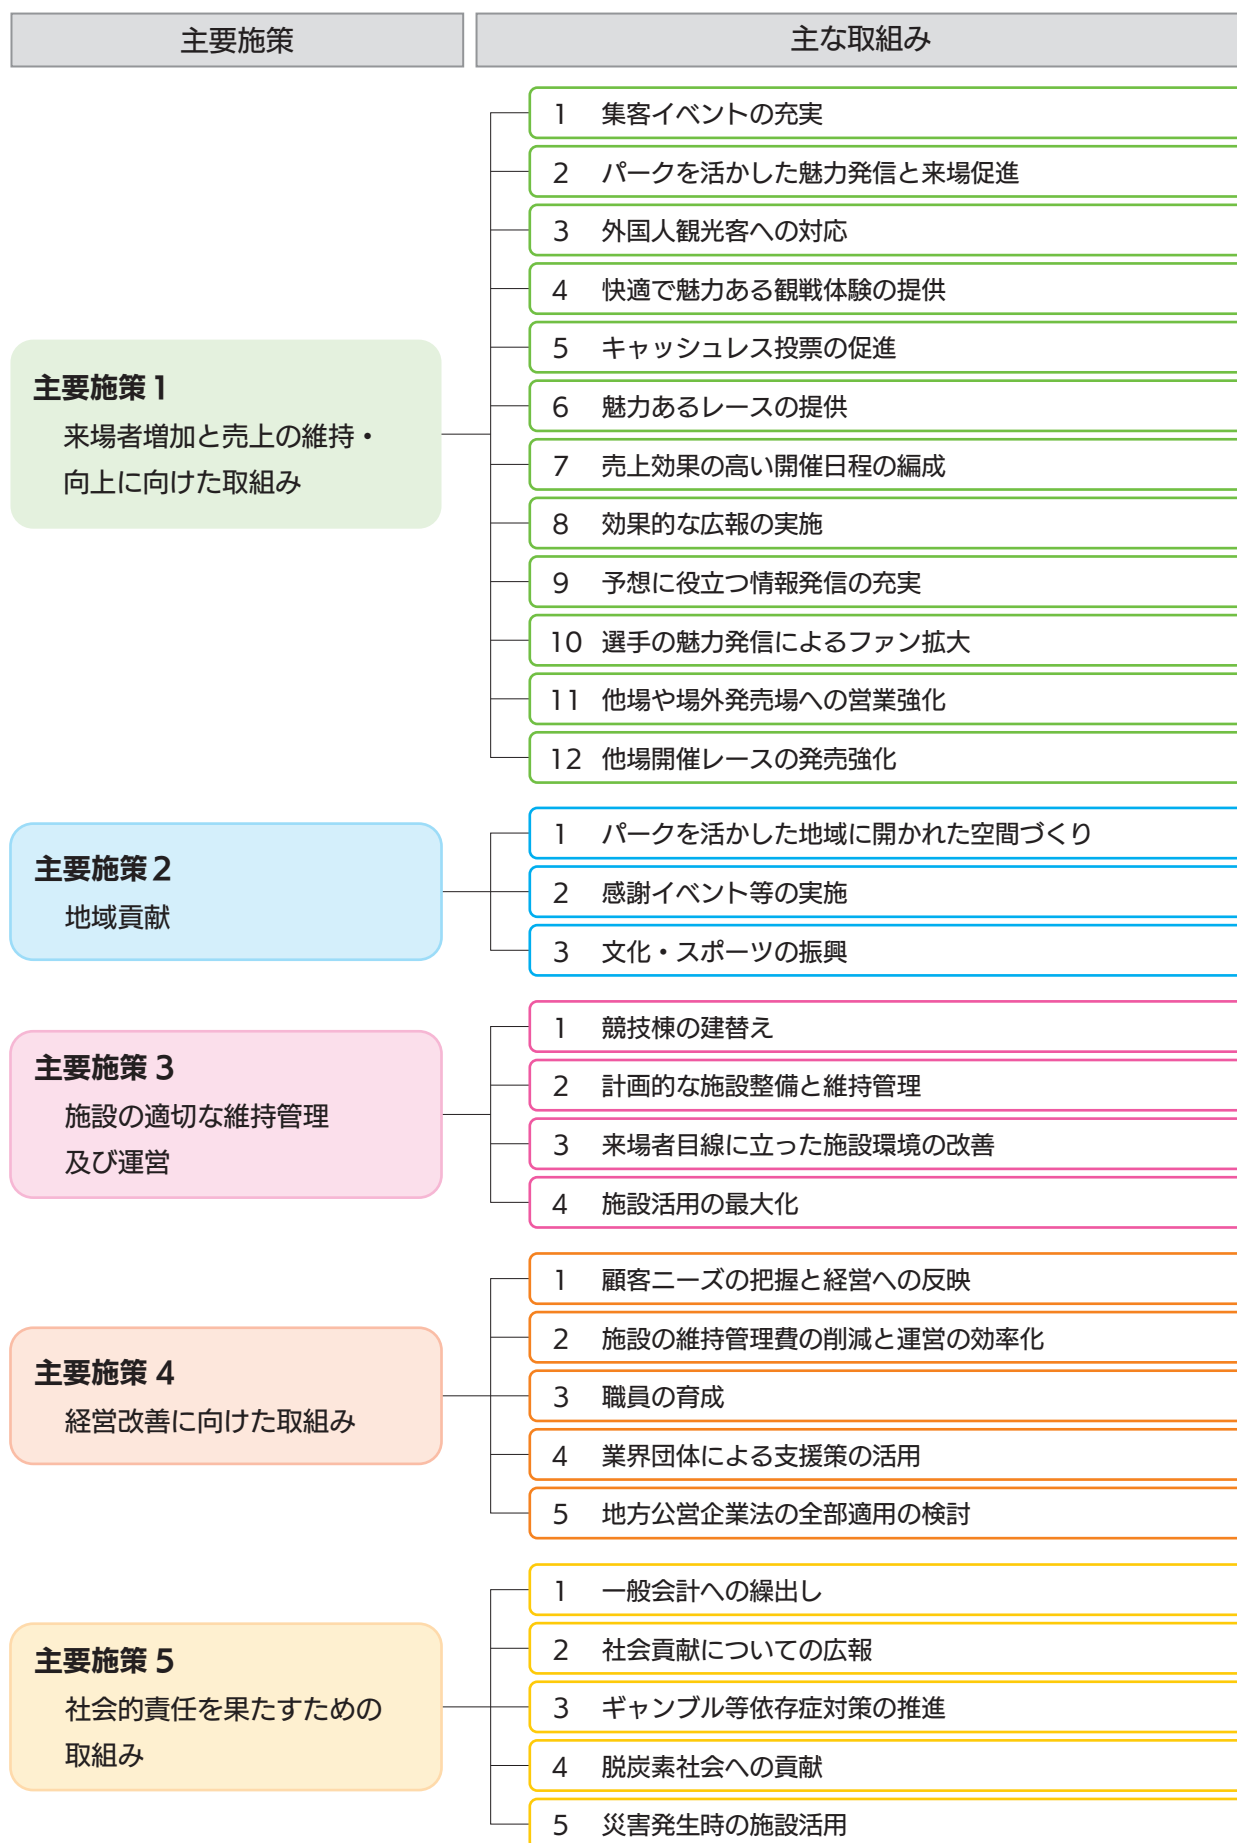 主要施策
主な取組み
主要施策 1
来場者増加と売上の維持・
向上に向けた取組み
1 集客イベントの充実
2 パークを活かした魅力発信と来場促進
3 外国人観光客への対応
4 快適で魅力ある観戦体験の提供
5 キャッシュレス投票の促進
6 魅力あるレースの提供
7 売上効果の高い開催日程の編成
8 効果的な広報の実施
9 予想に役立つ情報発信の充実
10 選手の魅力発信によるファン拡大
11 他場や場外発売場への営業強化
12 他場開催レースの発売強化
主要施策 2
地域貢献
1 パークを活かした地域に開かれた空間づくり
2 感謝イベント等の実施
3 文化・スポーツの振興
主要施策 3
施設の適切な維持管理
及び運営
1 競技棟の建替え
2 計画的な施設整備と維持管理
3 来場者目線に立った施設環境の改善
4 施設活用の最大化
主要施策 4
経営改善に向けた取組み
1 顧客ニーズの把握と経営への反映
2 施設の維持管理費の削減と運営の効率化
3 職員の育成
4 業界団体による支援策の活用
5 地方公営企業法の全部適用の検討
主要施策 5
社会的責任を果たすための
取組み
1 一般会計への繰出し
2 社会貢献についての広報
3 ギャンブル等依存症対策の推進
4 脱炭素社会への貢献
5 災害発生時の施設活用